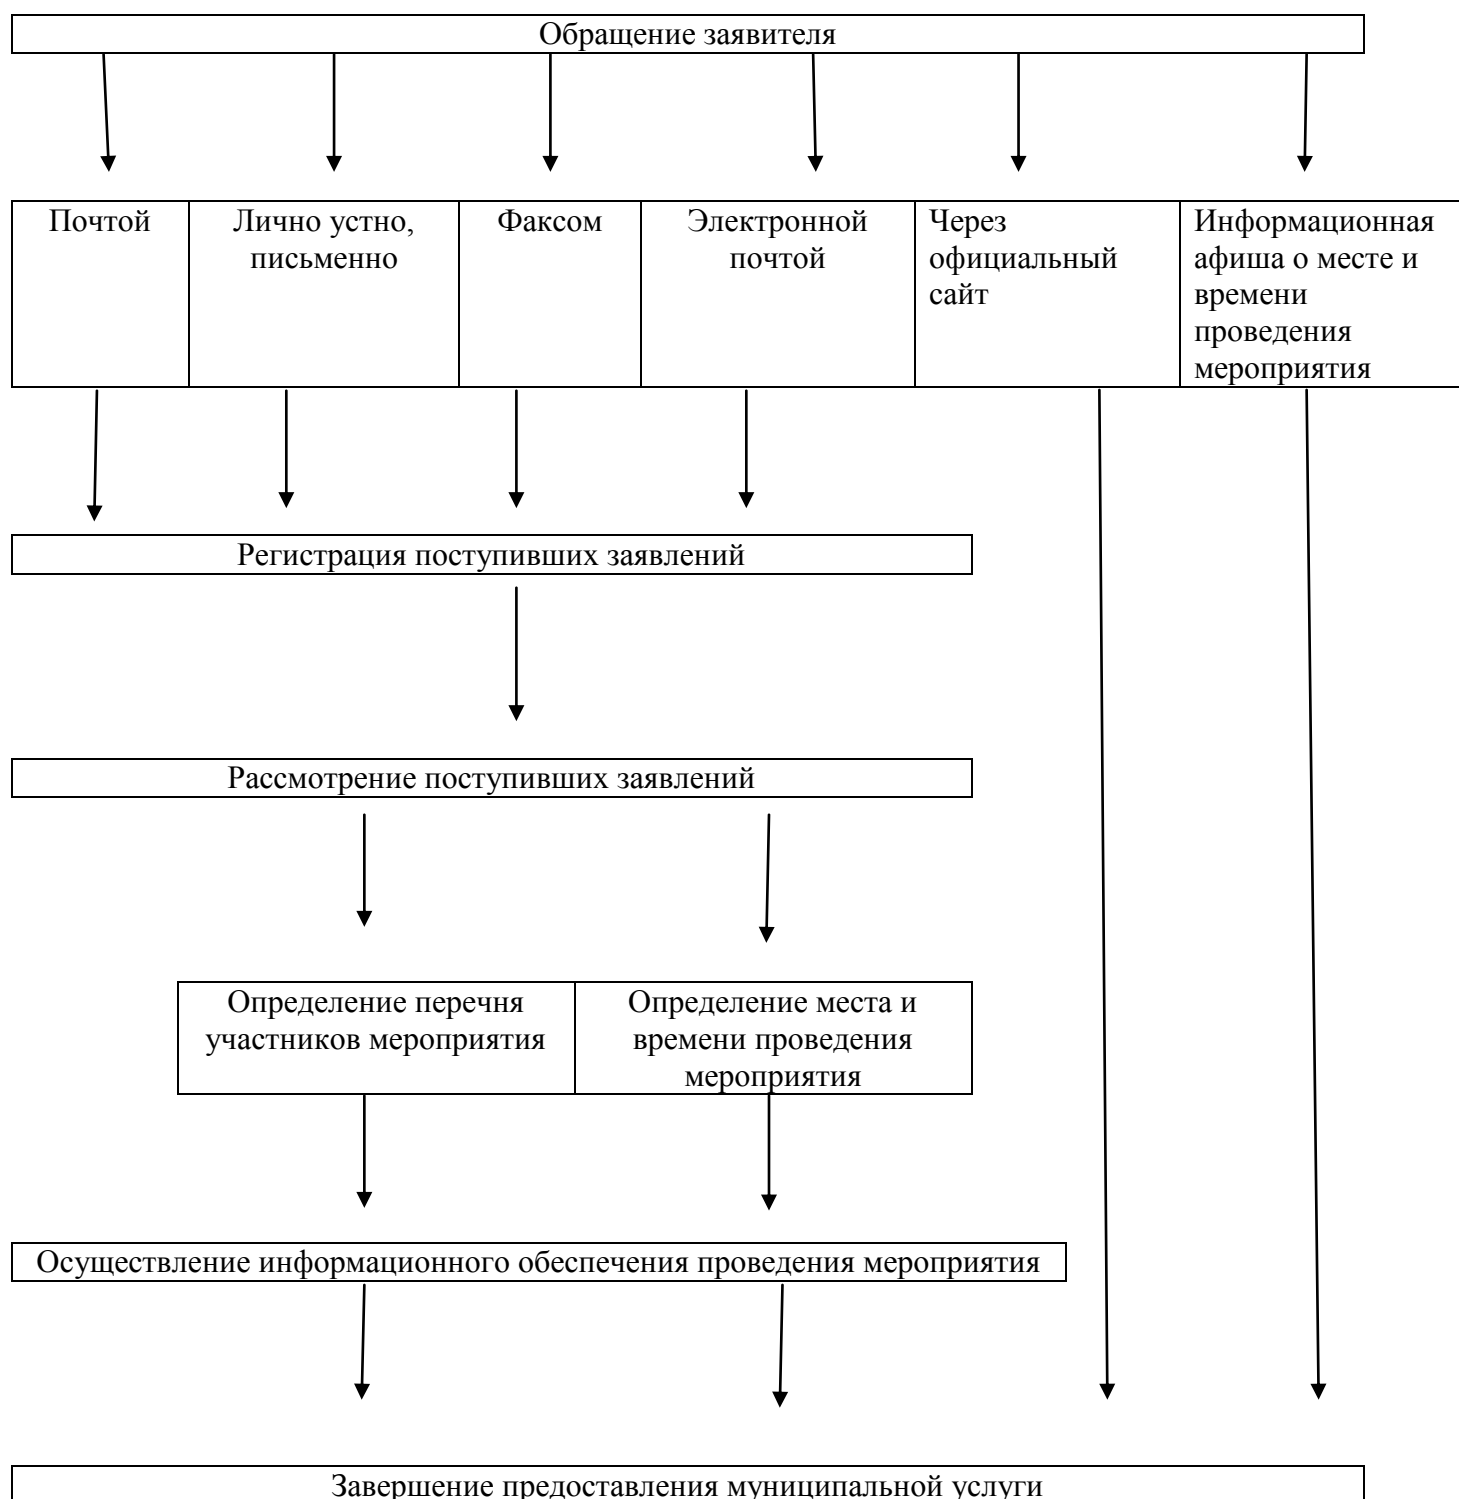 Обращение заявителя
Почтой
Лично устно,
письменно
Факсом
Электронной
почтой
Через
официальный
сайт
Информационная
афиша о месте и
времени
проведения
мероприятия
Регистрация поступивших заявлений
Рассмотрение поступивших заявлений
Определение перечня
участников мероприятия
Определение места и
времени проведения
мероприятия
Осуществление информационного обеспечения проведения мероприятия
Завершение предоставления муниципальной услуги